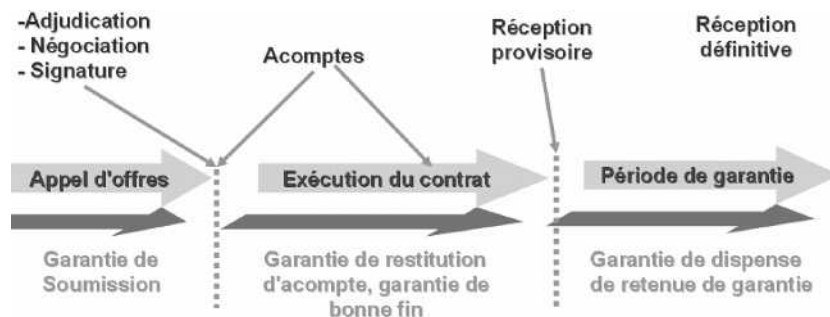 -Adjudication
- Négociation
- Signature
Acomptes
Réception
provisoire
Réception
définitive
Appel d'offres
Exécution du contrat
Période de garantie
Garantie de
Soumission
Garantie de restitution
d'acompte, garantie de
bonne fin
Garantie de dispense
de retenue de garantie